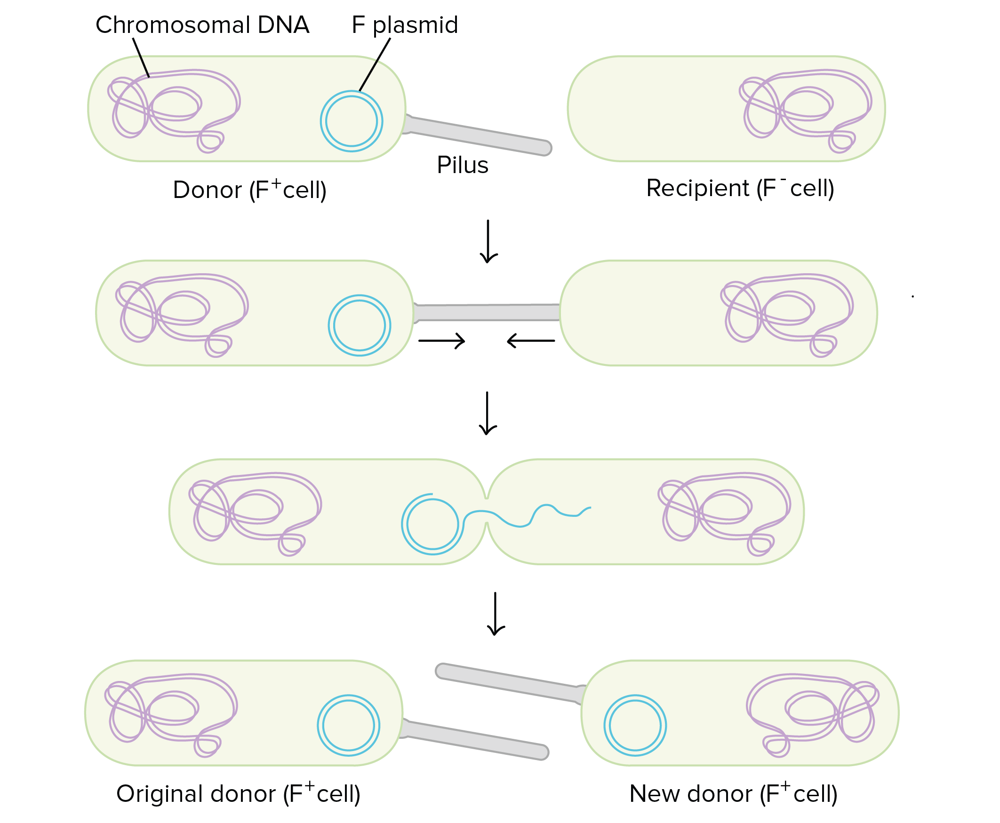 Chromosomal DNA
F plasmid
Pilus
Donor (F⁺ cell)
Recipient (F⁻ cell)
Original donor (F⁺ cell)
New donor (F⁺ cell)